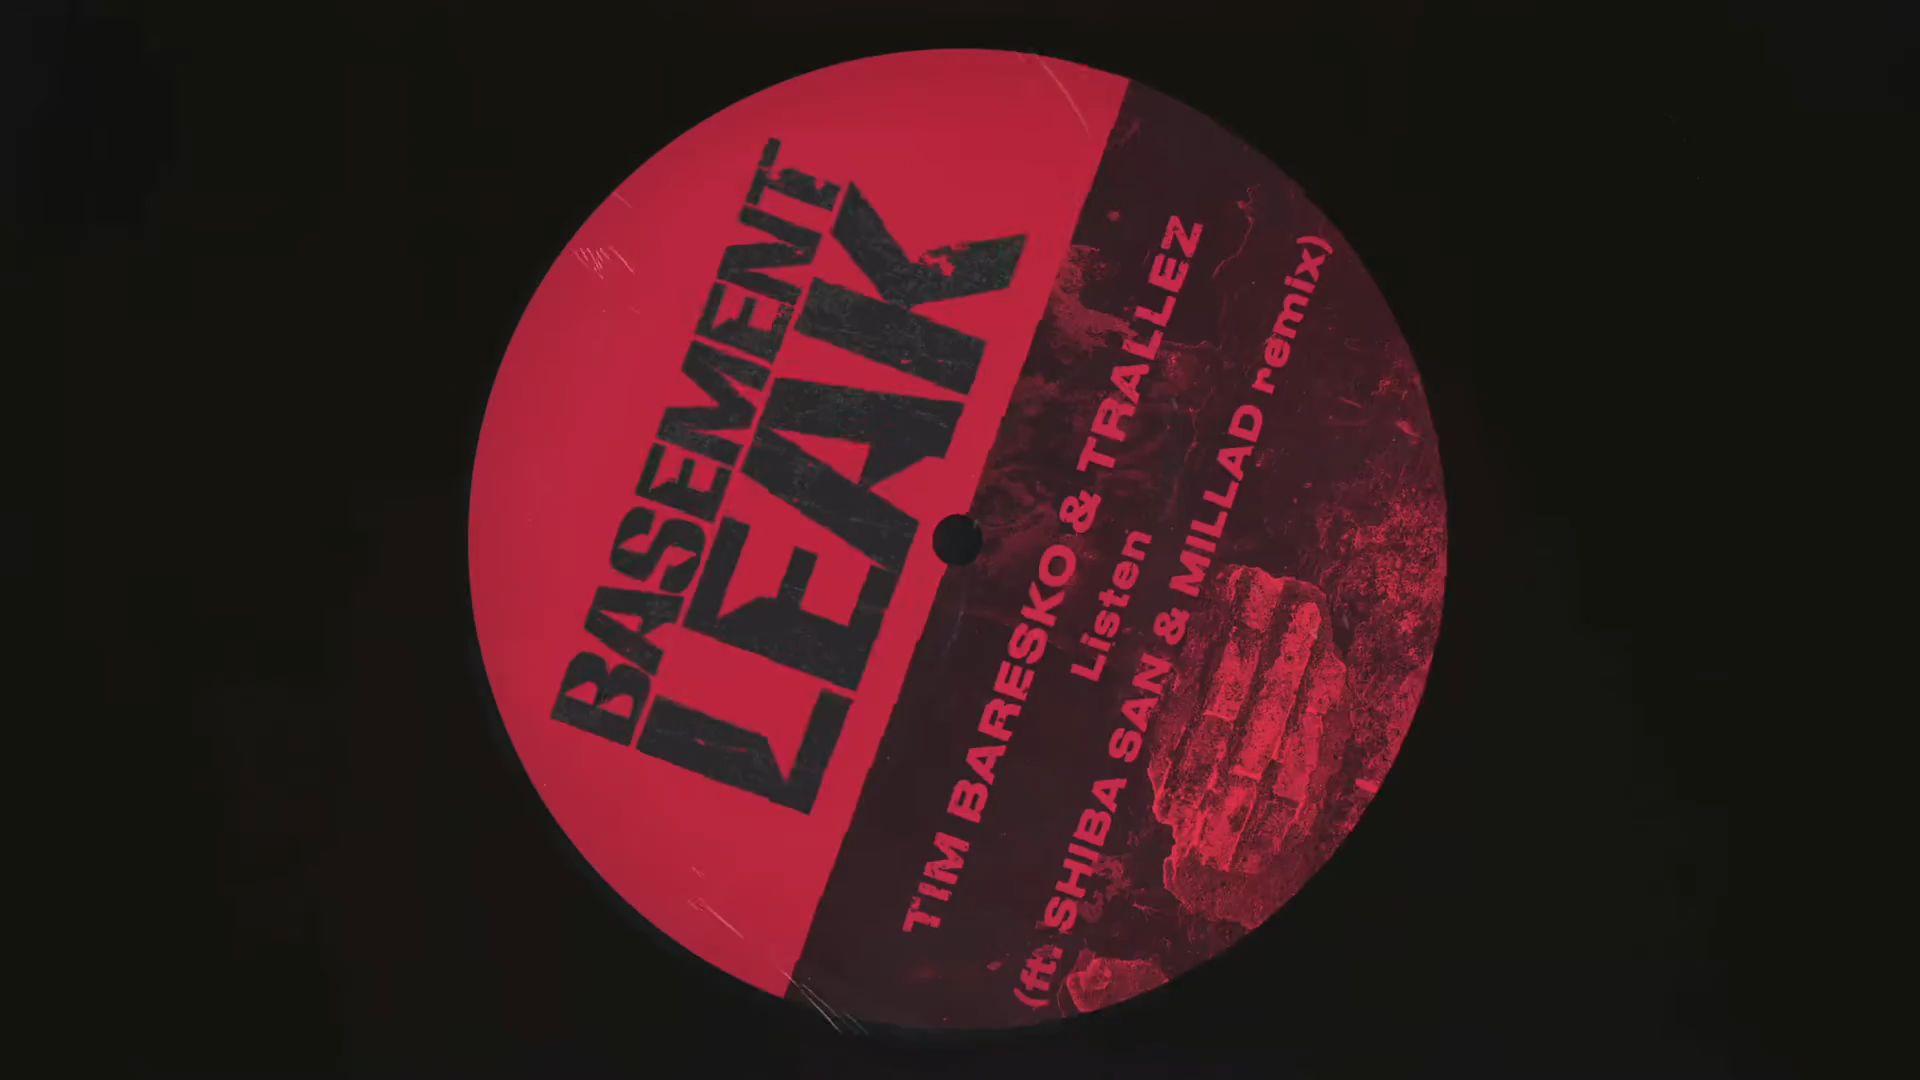 BASEMENT
LEAK
TIM BARESKO & TRALLEZ
Listen
(ft. SHIBA SAN & MILLAD remix)